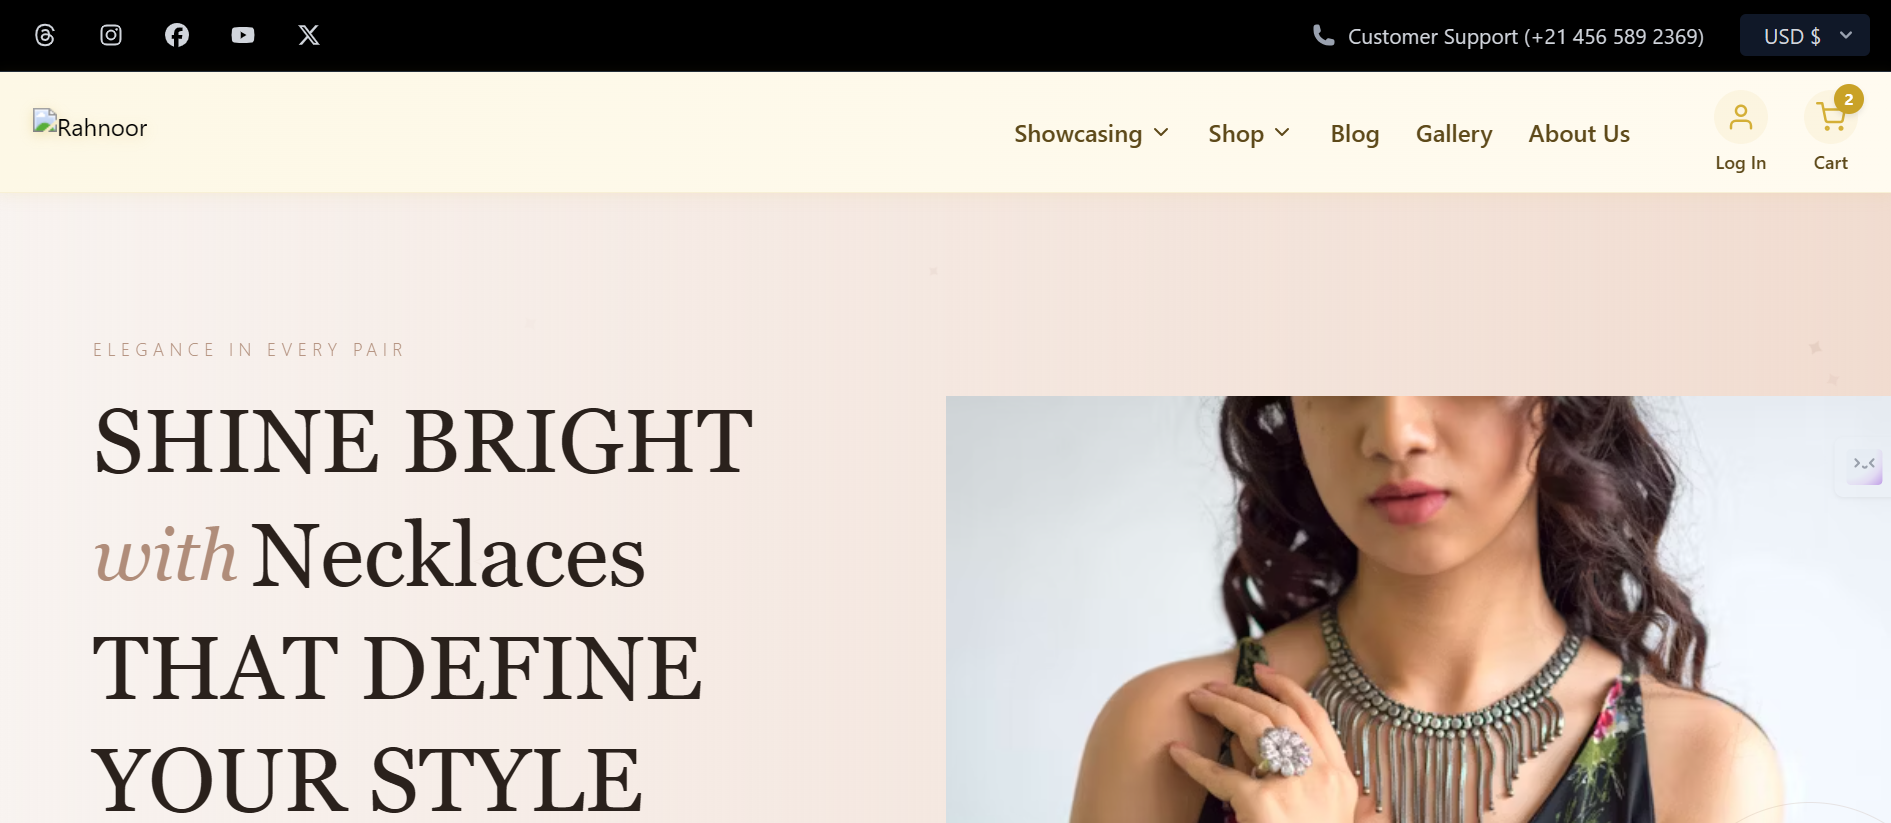 Customer Support (+21 456 589 2369)
USD $
Rahnoor
Showcasing
Shop
Blog
Gallery
About Us
Log In
2
Cart
ELEGANCE IN EVERY PAIR
SHINE BRIGHT
with Necklaces
THAT DEFINE
YOUR STYLE